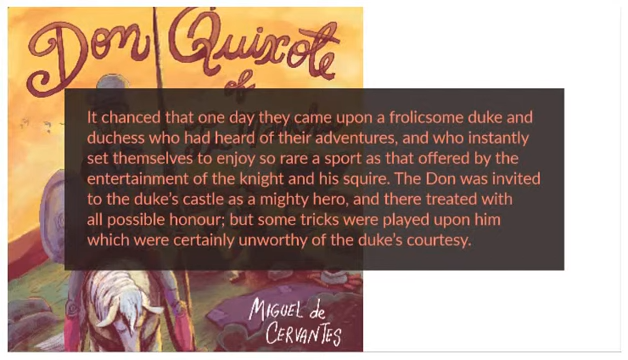 Don Quixote
of
It chanced that one day they came upon a frolicsome duke and
duchess who had heard of their adventures, and who instantly
set themselves to enjoy so rare a sport as that offered by the
entertainment of the knight and his squire. The Don was invited
to the duke's castle as a mighty hero, and there treated with
all possible honour; but some tricks were played upon him
which were certainly unworthy of the duke's courtesy.
MIGUEL de
CERVANTES